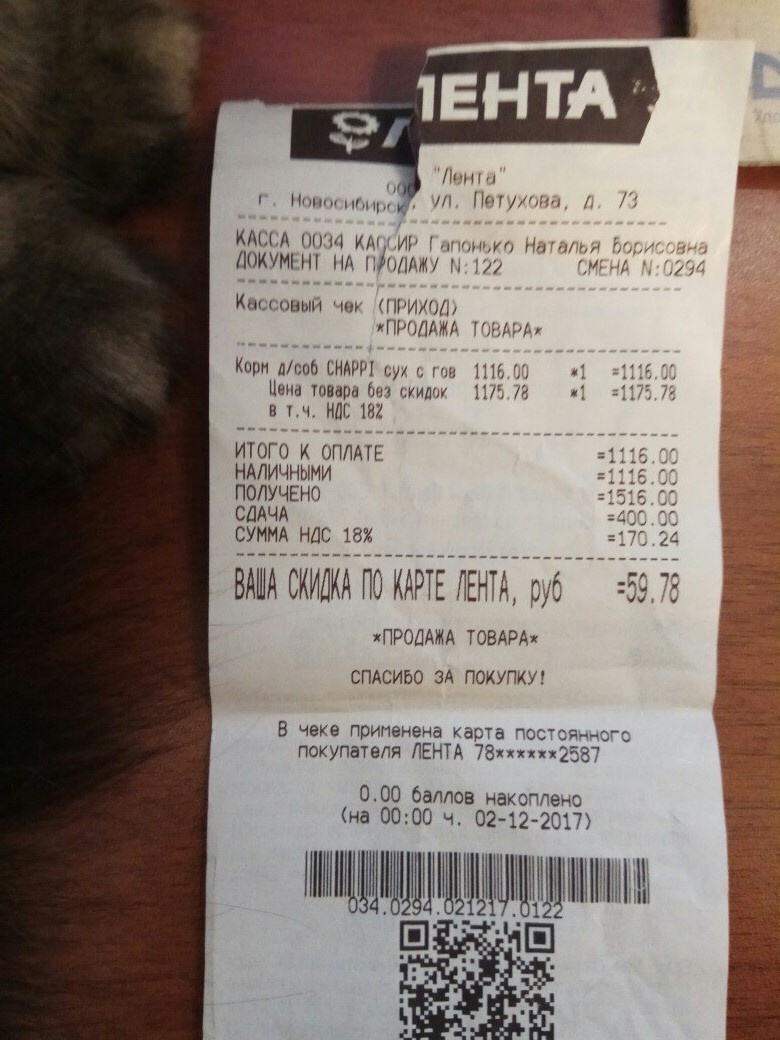 ЛЕНТА
ООО "Лента"
г. Новосибирск, ул. Петухова, д. 73
КАССА 0034 КАССИР Гапонько Наталья Борисовна
ДОКУМЕНТ НА ПРОДАЖУ N:122 СМЕНА N:0294
Кассовый чек (ПРИХОД)
*ПРОДАЖА ТОВАРА*
Корм д/соб CHAPPI сух с гов 1116.00 *1 =1116.00
Цена товара без скидок 1175.78 *1 =1175.78
в т.ч. НДС 18%
ИТОГО К ОПЛАТЕ =1116.00
НАЛИЧНЫМИ =1116.00
ПОЛУЧЕНО =1516.00
СДАЧА =400.00
СУММА НДС 18% =170.24
ВАША СКИДКА ПО КАРТЕ ЛЕНТА, руб =59.78
*ПРОДАЖА ТОВАРА*
СПАСИБО ЗА ПОКУПКУ!
В чеке применена карта постоянного
покупателя ЛЕНТА 78******2587
0.00 баллов накоплено
(на 00:00 ч. 02-12-2017)
034.0294.021217.0122